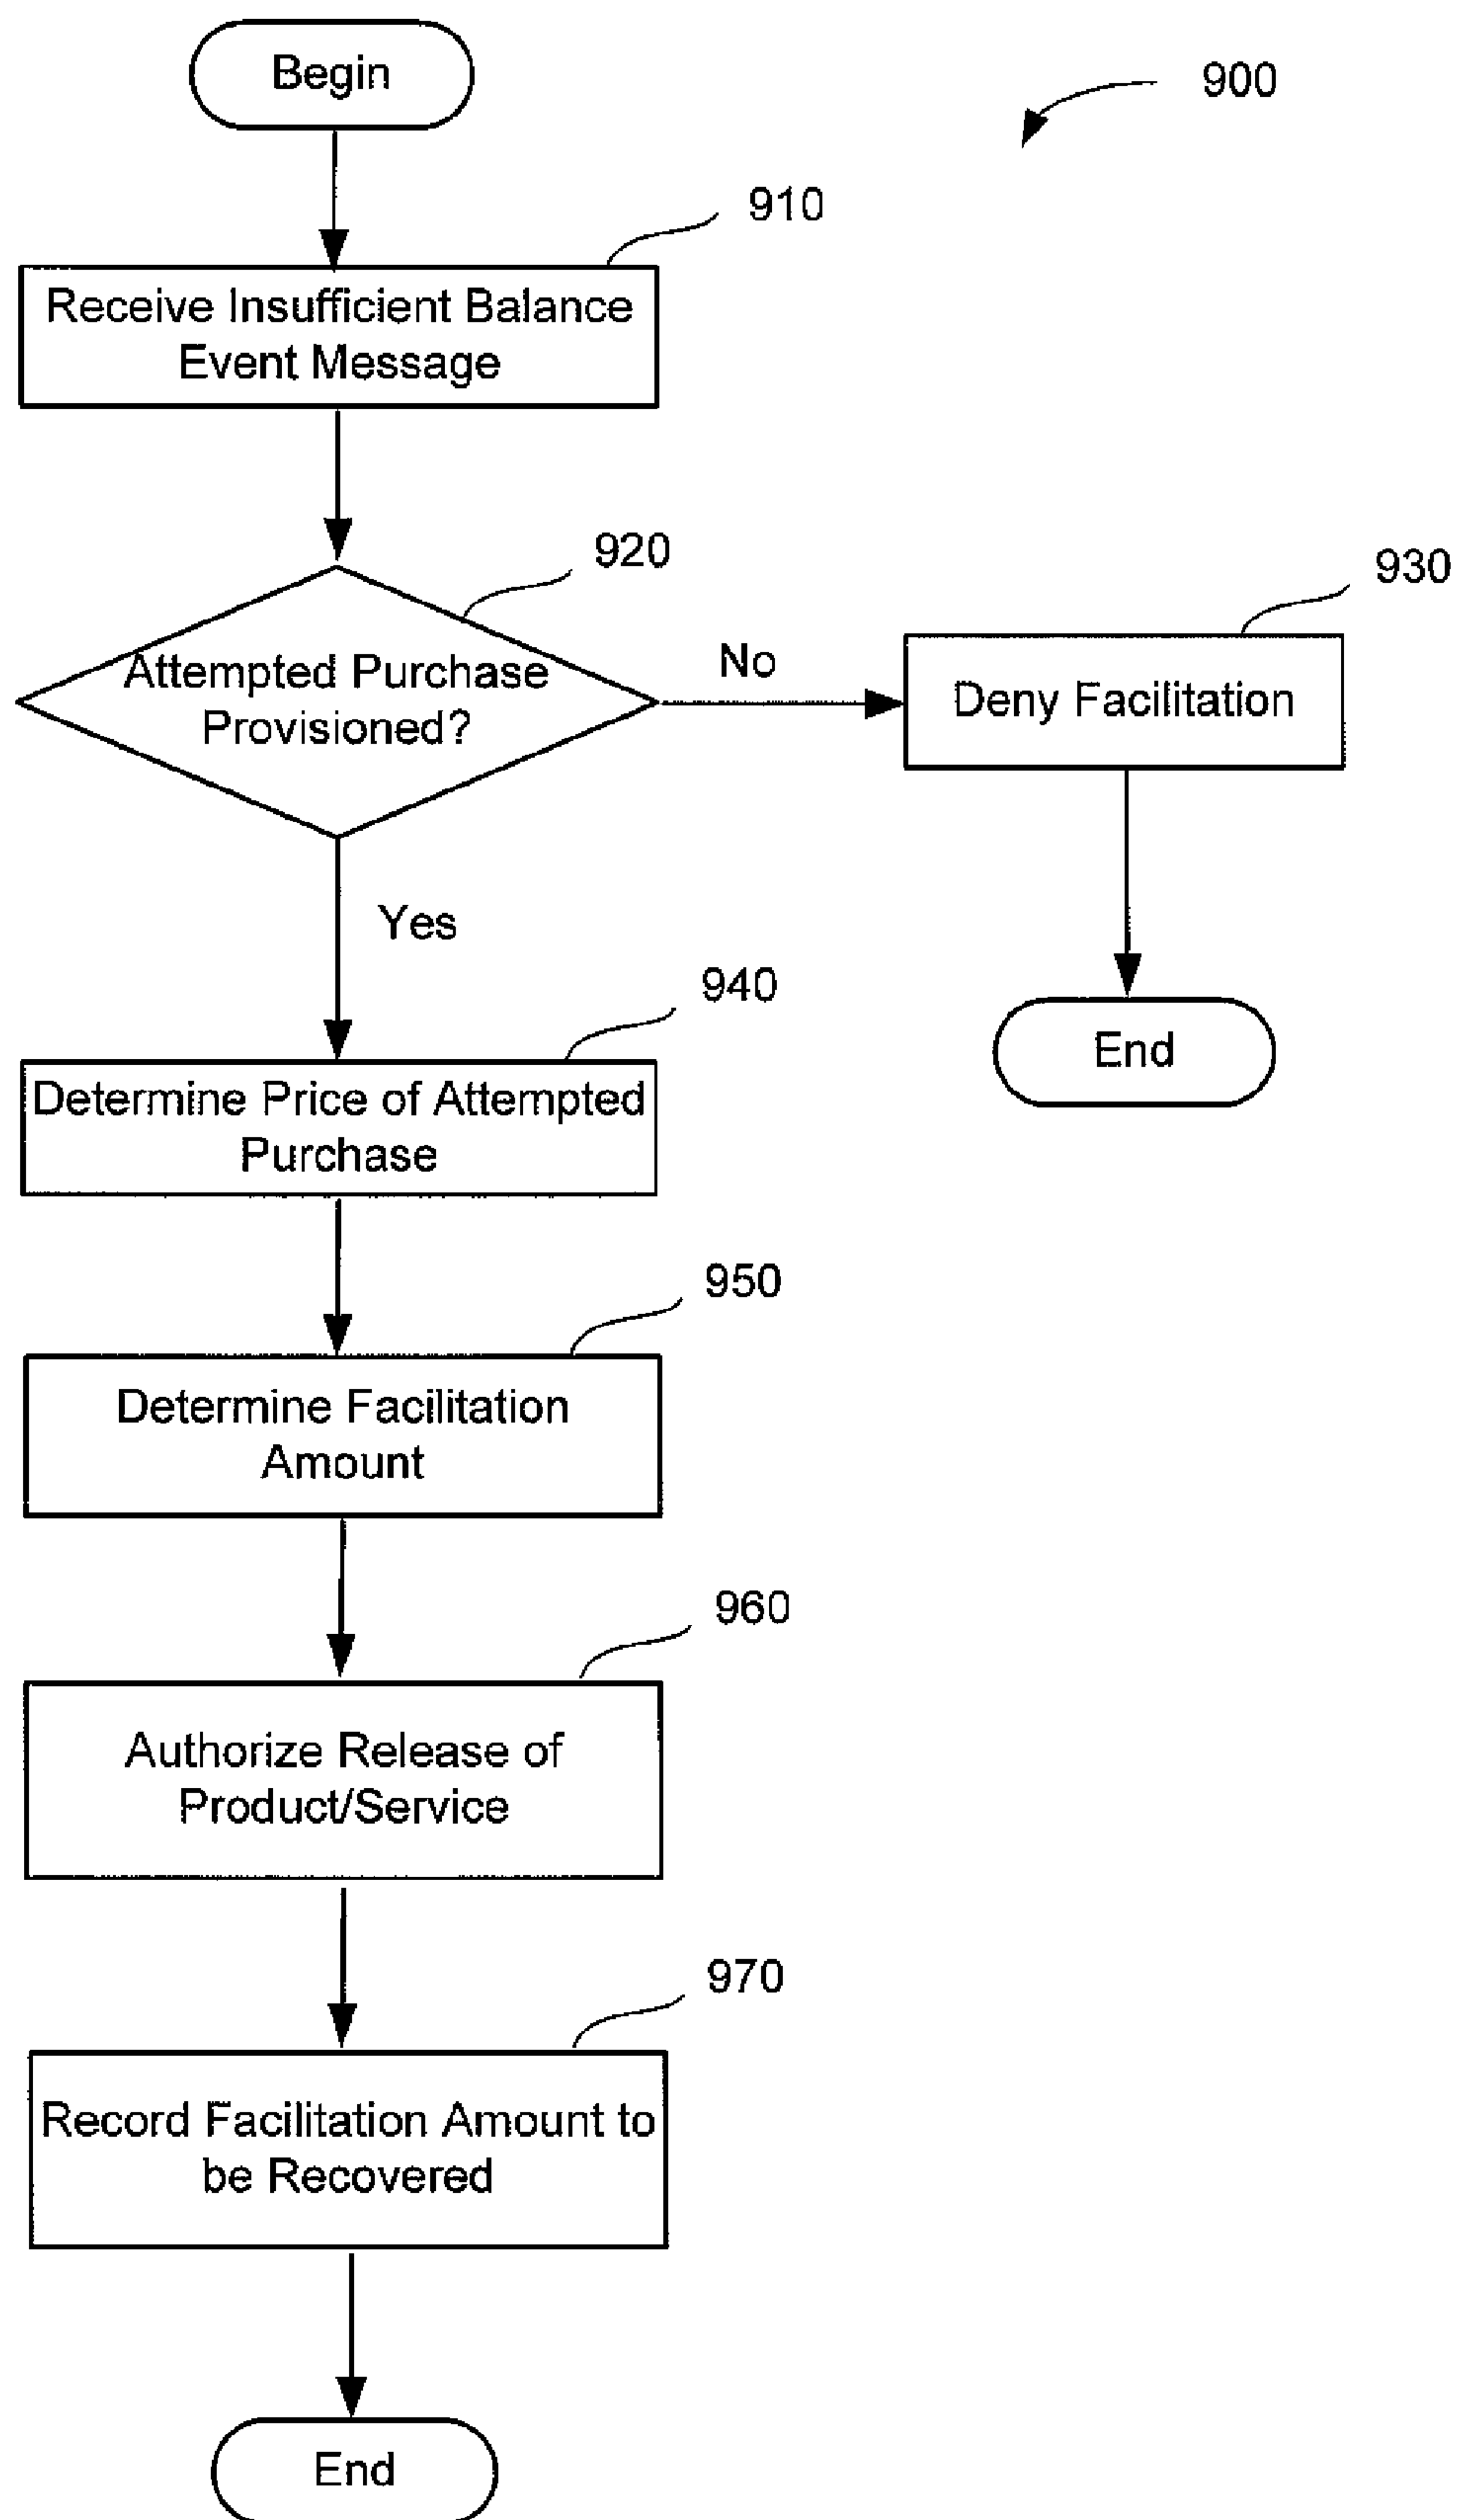 Begin
900
910
Receive Insufficient Balance
Event Message
920
Attempted Purchase
Provisioned?
No
930
Deny Facilitation
End
Yes
940
Determine Price of Attempted
Purchase
950
Determine Facilitation
Amount
960
Authorize Release of
Product/Service
970
Record Facilitation Amount to
be Recovered
End